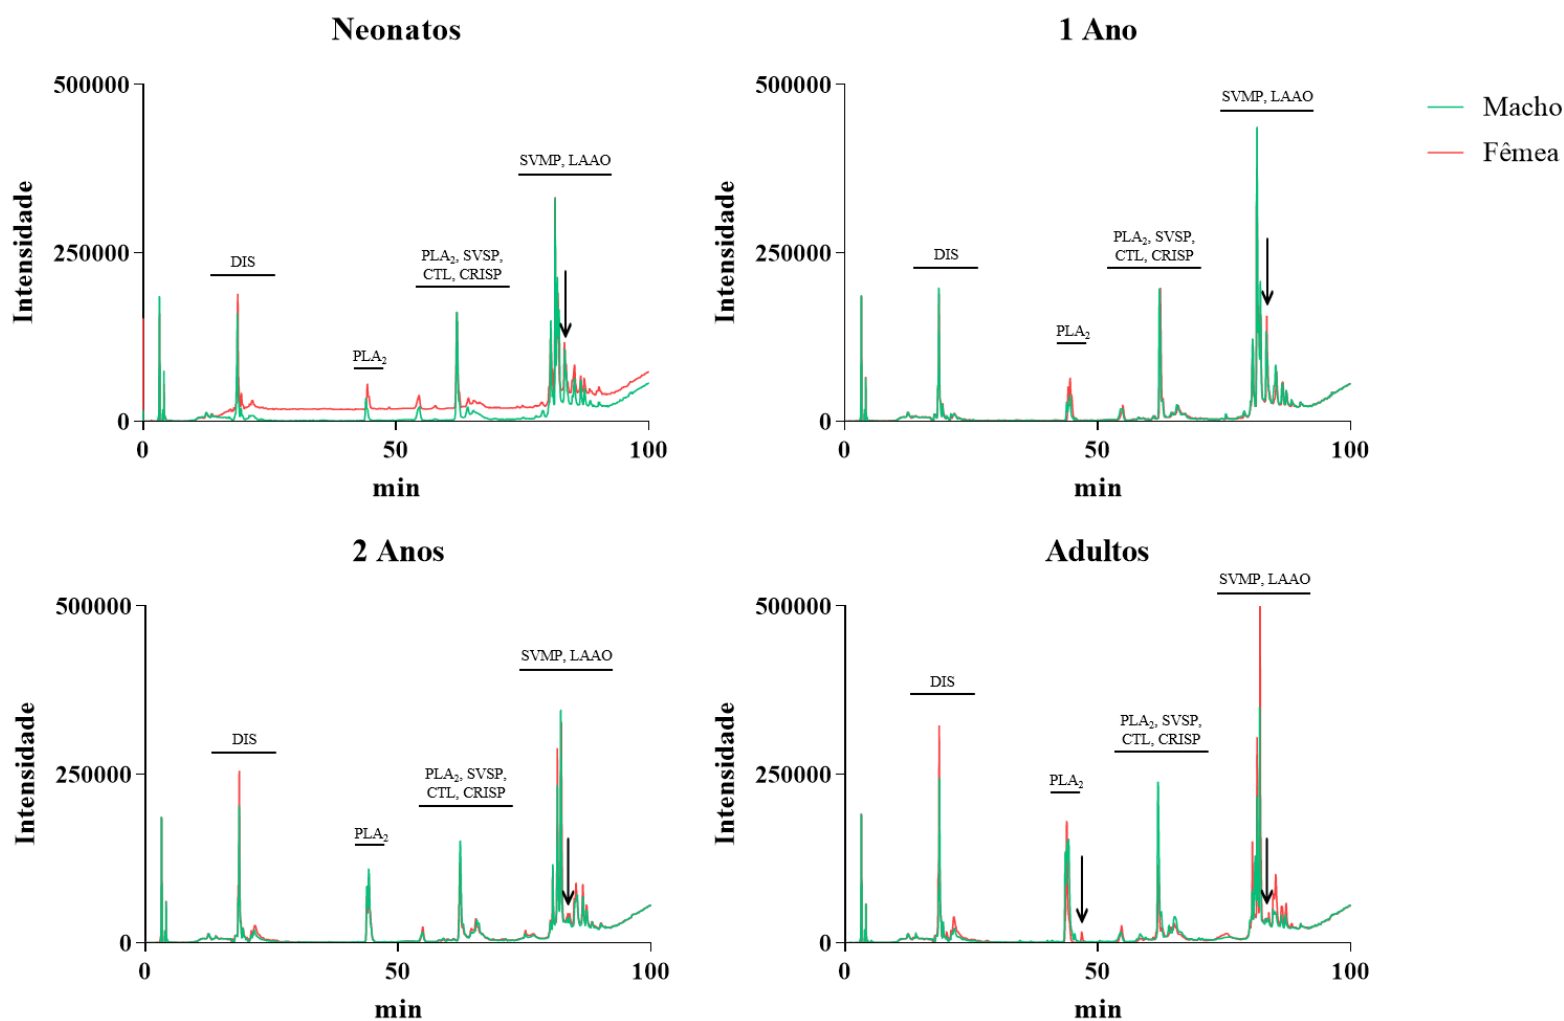 Neonatos
500000
250000
0
Intensidade
DIS
PLA₂
PLA₂, SVSP,
CTL, CRISP
SVMP, LAAO
0
50
100
min
1 Ano
500000
250000
0
Intensidade
DIS
PLA₂
PLA₂, SVSP,
CTL, CRISP
SVMP, LAAO
0
50
100
min
Macho
Fêmea
2 Anos
500000
250000
0
Intensidade
DIS
PLA₂
PLA₂, SVSP,
CTL, CRISP
SVMP, LAAO
0
50
100
min
Adultos
500000
250000
0
Intensidade
DIS
PLA₂
PLA₂, SVSP,
CTL, CRISP
SVMP, LAAO
0
50
100
min